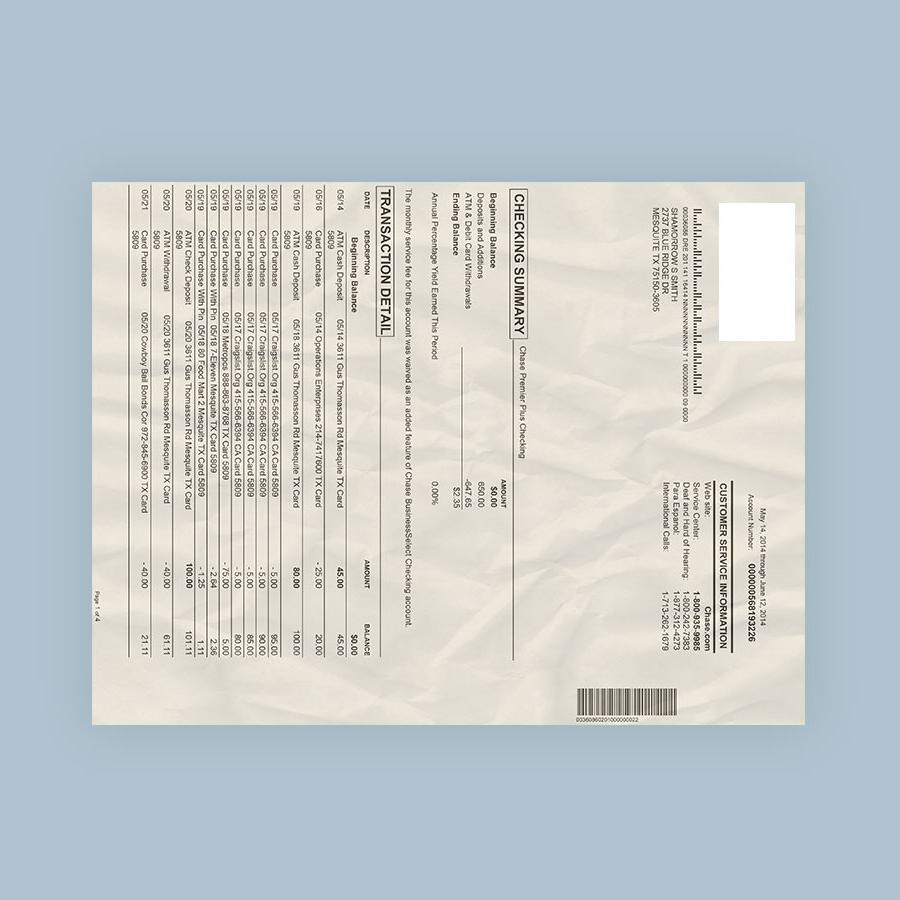 May 14, 2014 through June 12, 2014
Account Number: 000000568193226
CUSTOMER SERVICE INFORMATION
Web site: Chase.com
Service Center: 1-800-935-9985
Deaf and Hard of Hearing: 1-800-242-7383
Para Espanol: 1-877-312-4273
International Calls: 1-713-262-1679
SHAMORROW S SMITH
2737 BLUE RIDGE DR
MESQUITE TX 75150-3605
CHECKING SUMMARY Chase Premier Plus Checking
AMOUNT
Beginning Balance $0.00
Deposits and Additions 650.00
ATM & Debit Card Withdrawals -647.65
Ending Balance $2.35
Annual Percentage Yield Earned This Period 0.00%
The monthly service fee for this account was waived as an added feature of Chase BusinessSelect Checking account.
TRANSACTION DETAIL
DATE DESCRIPTION AMOUNT BALANCE
Beginning Balance $0.00
05/14 ATM Cash Deposit 05/14 3611 Gus Thomasson Rd Mesquite TX Card 45.00 45.00
5809
05/16 Card Purchase 05/14 Operations Enterprises 214-7417600 TX Card - 25.00 20.00
5809
05/19 ATM Cash Deposit 05/18 3611 Gus Thomasson Rd Mesquite TX Card 80.00 100.00
5809
05/19 Card Purchase 05/17 Craigslist Org 415-566-6394 CA Card 5809 - 5.00 95.00
05/19 Card Purchase 05/17 Craigslist Org 415-566-6394 CA Card 5809 - 5.00 90.00
05/19 Card Purchase 05/17 Craigslist Org 415-566-6394 CA Card 5809 - 5.00 85.00
05/19 Card Purchase 05/17 Craigslist Org 415-566-6394 CA Card 5809 - 5.00 80.00
05/19 Card Purchase 05/18 Metropcs 888-863-8768 TX Card 5809 - 75.00 5.00
05/19 Card Purchase With Pin 05/18 7-Eleven Mesquite TX Card 5809 - 2.64 2.36
05/19 Card Purchase With Pin 05/18 80 Food Mart 2 Mesquite TX Card 5809 - 1.25 1.11
05/20 ATM Check Deposit 05/20 3611 Gus Thomasson Rd Mesquite TX Card 100.00 101.11
5809
05/20 ATM Withdrawal 05/20 3611 Gus Thomasson Rd Mesquite TX Card - 40.00 61.11
5809
05/21 Card Purchase 05/20 Cowboy Bail Bonds Cor 972-845-6900 TX Card - 40.00 21.11
5809
Page 1 of 4